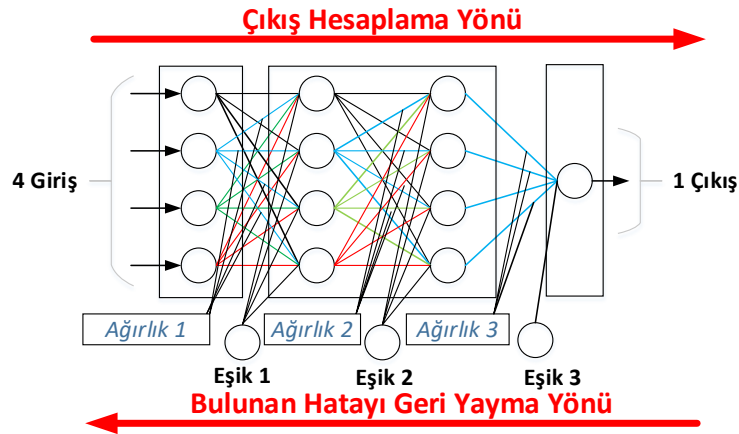 Çıkış Hesaplama Yönü
4 Giriş
1 Çıkış
Ağırlık 1
Ağırlık 2
Ağırlık 3
Eşik 1
Eşik 2
Eşik 3
Bulunan Hatayı Geri Yayma Yönü